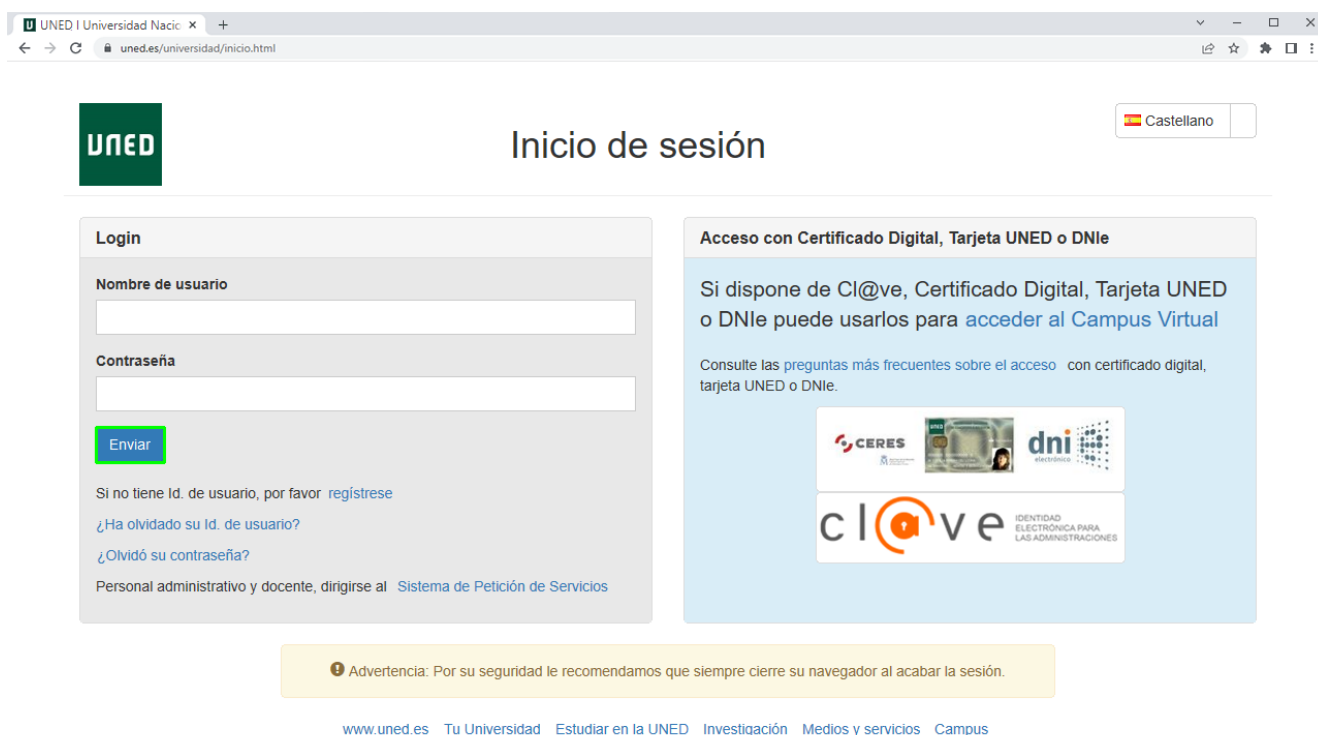 UNED I Universidad Nacic
uned.es/universidad/inicio.html
UNED
Inicio de sesión
Castellano
Login
Nombre de usuario
Contraseña
Enviar
Si no tiene Id. de usuario, por favor regístrese
¿Ha olvidado su Id. de usuario?
¿Olvidó su contraseña?
Personal administrativo y docente, dirigirse al Sistema de Petición de Servicios
Acceso con Certificado Digital, Tarjeta UNED o DNIe
Si dispone de Cl@ve, Certificado Digital, Tarjeta UNED
o DNIe puede usarlos para acceder al Campus Virtual
Consulte las preguntas más frecuentes sobre el acceso con certificado digital,
tarjeta UNED o DNIe.
CERES
dni
electrónico
cl@ve
IDENTIDAD
ELECTRÓNICA PARA
LAS ADMINISTRACIONES
Advertencia: Por su seguridad le recomendamos que siempre cierre su navegador al acabar la sesión.
www.uned.es Tu Universidad Estudiar en la UNED Investigación Medios y servicios Campus